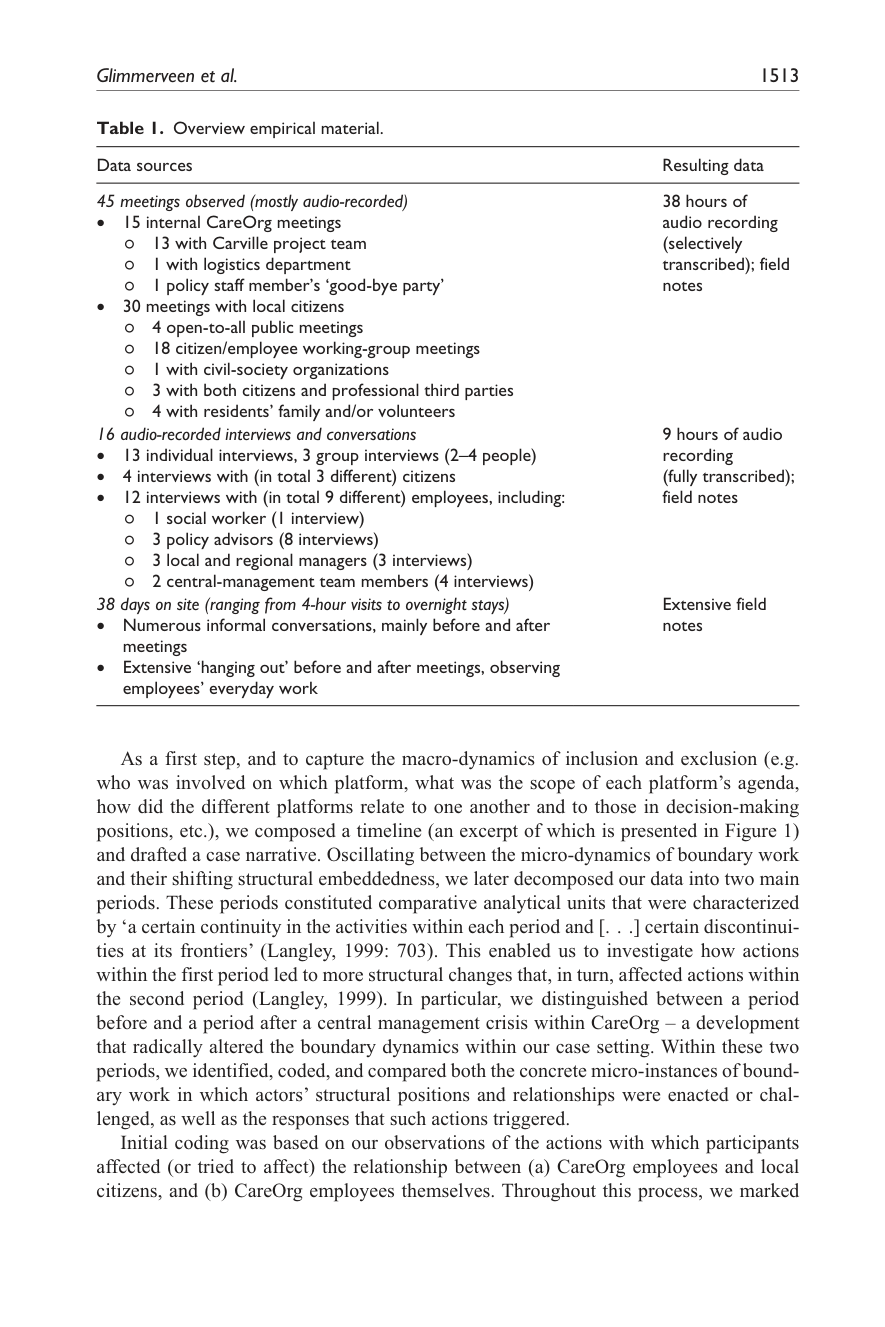 Glimmerveen et al. 1513
Table 1. Overview empirical material.
Data sources Resulting data
45 meetings observed (mostly audio-recorded) 38 hours of
• 15 internal CareOrg meetings audio recording
○ 13 with Carville project team (selectively
○ 1 with logistics department transcribed); field
○ 1 policy staff member's 'good-bye party' notes
• 30 meetings with local citizens
○ 4 open-to-all public meetings
○ 18 citizen/employee working-group meetings
○ 1 with civil-society organizations
○ 3 with both citizens and professional third parties
○ 4 with residents' family and/or volunteers
16 audio-recorded interviews and conversations 9 hours of audio
• 13 individual interviews, 3 group interviews (2–4 people) recording
• 4 interviews with (in total 3 different) citizens (fully transcribed);
• 12 interviews with (in total 9 different) employees, including: field notes
○ 1 social worker (1 interview)
○ 3 policy advisors (8 interviews)
○ 3 local and regional managers (3 interviews)
○ 2 central-management team members (4 interviews)
38 days on site (ranging from 4-hour visits to overnight stays) Extensive field
• Numerous informal conversations, mainly before and after notes
meetings
• Extensive 'hanging out' before and after meetings, observing
employees' everyday work
As a first step, and to capture the macro-dynamics of inclusion and exclusion (e.g.
who was involved on which platform, what was the scope of each platform's agenda,
how did the different platforms relate to one another and to those in decision-making
positions, etc.), we composed a timeline (an excerpt of which is presented in Figure 1)
and drafted a case narrative. Oscillating between the micro-dynamics of boundary work
and their shifting structural embeddedness, we later decomposed our data into two main
periods. These periods constituted comparative analytical units that were characterized
by 'a certain continuity in the activities within each period and [. . .] certain discontinui-
ties at its frontiers' (Langley, 1999: 703). This enabled us to investigate how actions
within the first period led to more structural changes that, in turn, affected actions within
the second period (Langley, 1999). In particular, we distinguished between a period
before and a period after a central management crisis within CareOrg – a development
that radically altered the boundary dynamics within our case setting. Within these two
periods, we identified, coded, and compared both the concrete micro-instances of bound-
ary work in which actors' structural positions and relationships were enacted or chal-
lenged, as well as the responses that such actions triggered.
Initial coding was based on our observations of the actions with which participants
affected (or tried to affect) the relationship between (a) CareOrg employees and local
citizens, and (b) CareOrg employees themselves. Throughout this process, we marked